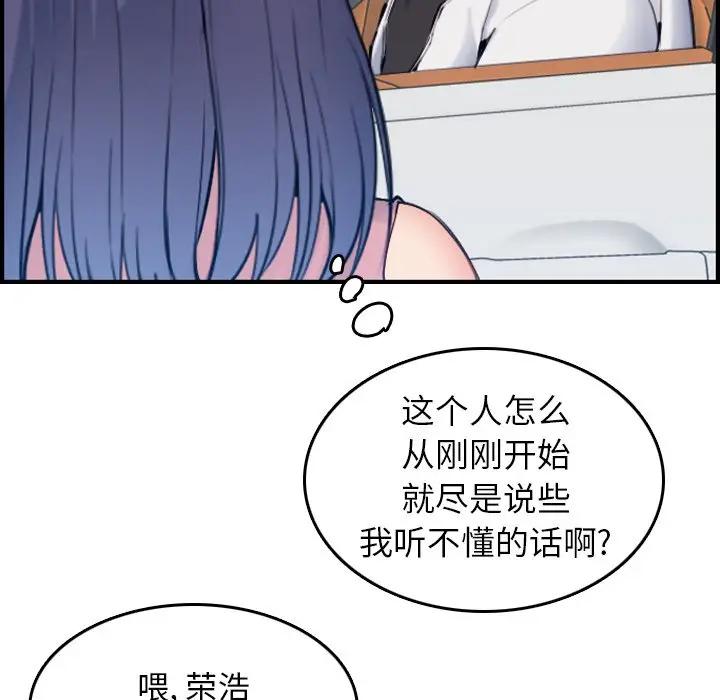 这个人怎么
从刚刚开始
就尽是说些
我听不懂的话啊?
喂,荣浩